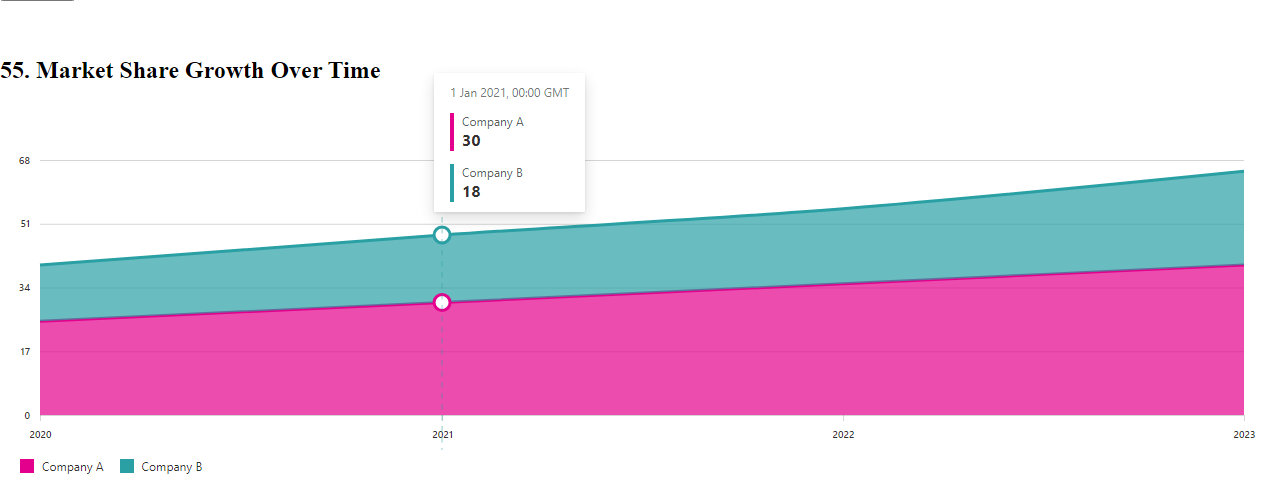 55. Market Share Growth Over Time
1 Jan 2021, 00:00 GMT
Company A
30
Company B
18
68
51
34
17
0
2020 2021 2022 2023
Company A Company B